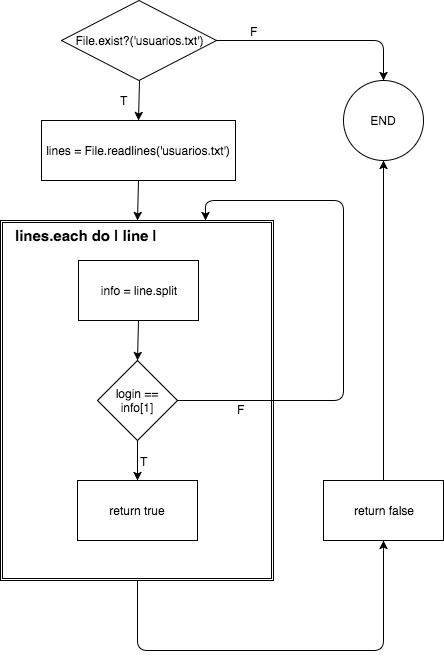 File.exist?('usuarios.txt')
F
T
END
lines = File.readlines('usuarios.txt')
lines.each do | line |
info = line.split
login ==
info[1]
F
T
return true
return false